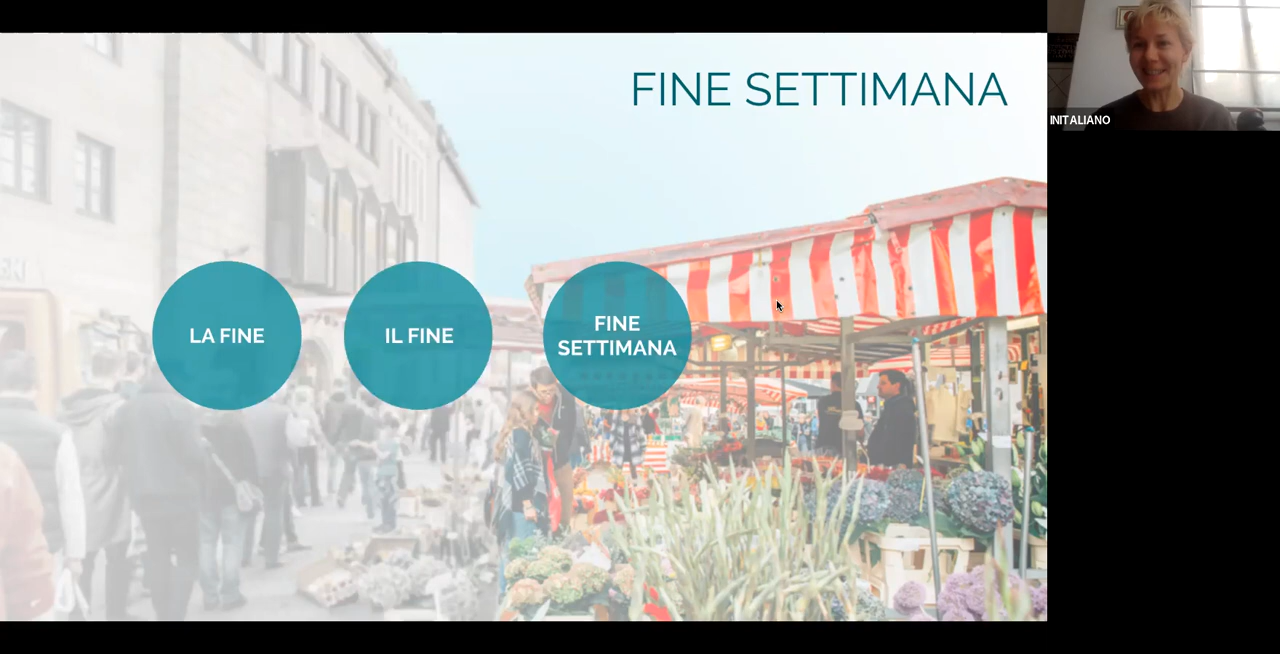 FINE SETTIMANA
LA FINE
IL FINE
FINE
SETTIMANA
INITALIANO